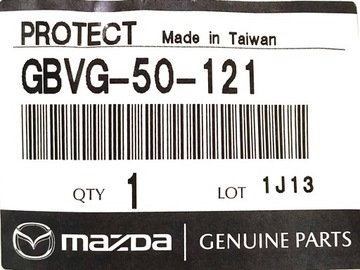 PROTECT Made in Taiwan
GBVG-50-121
QTY 1 LOT 1J13
mazda GENUINE PARTS